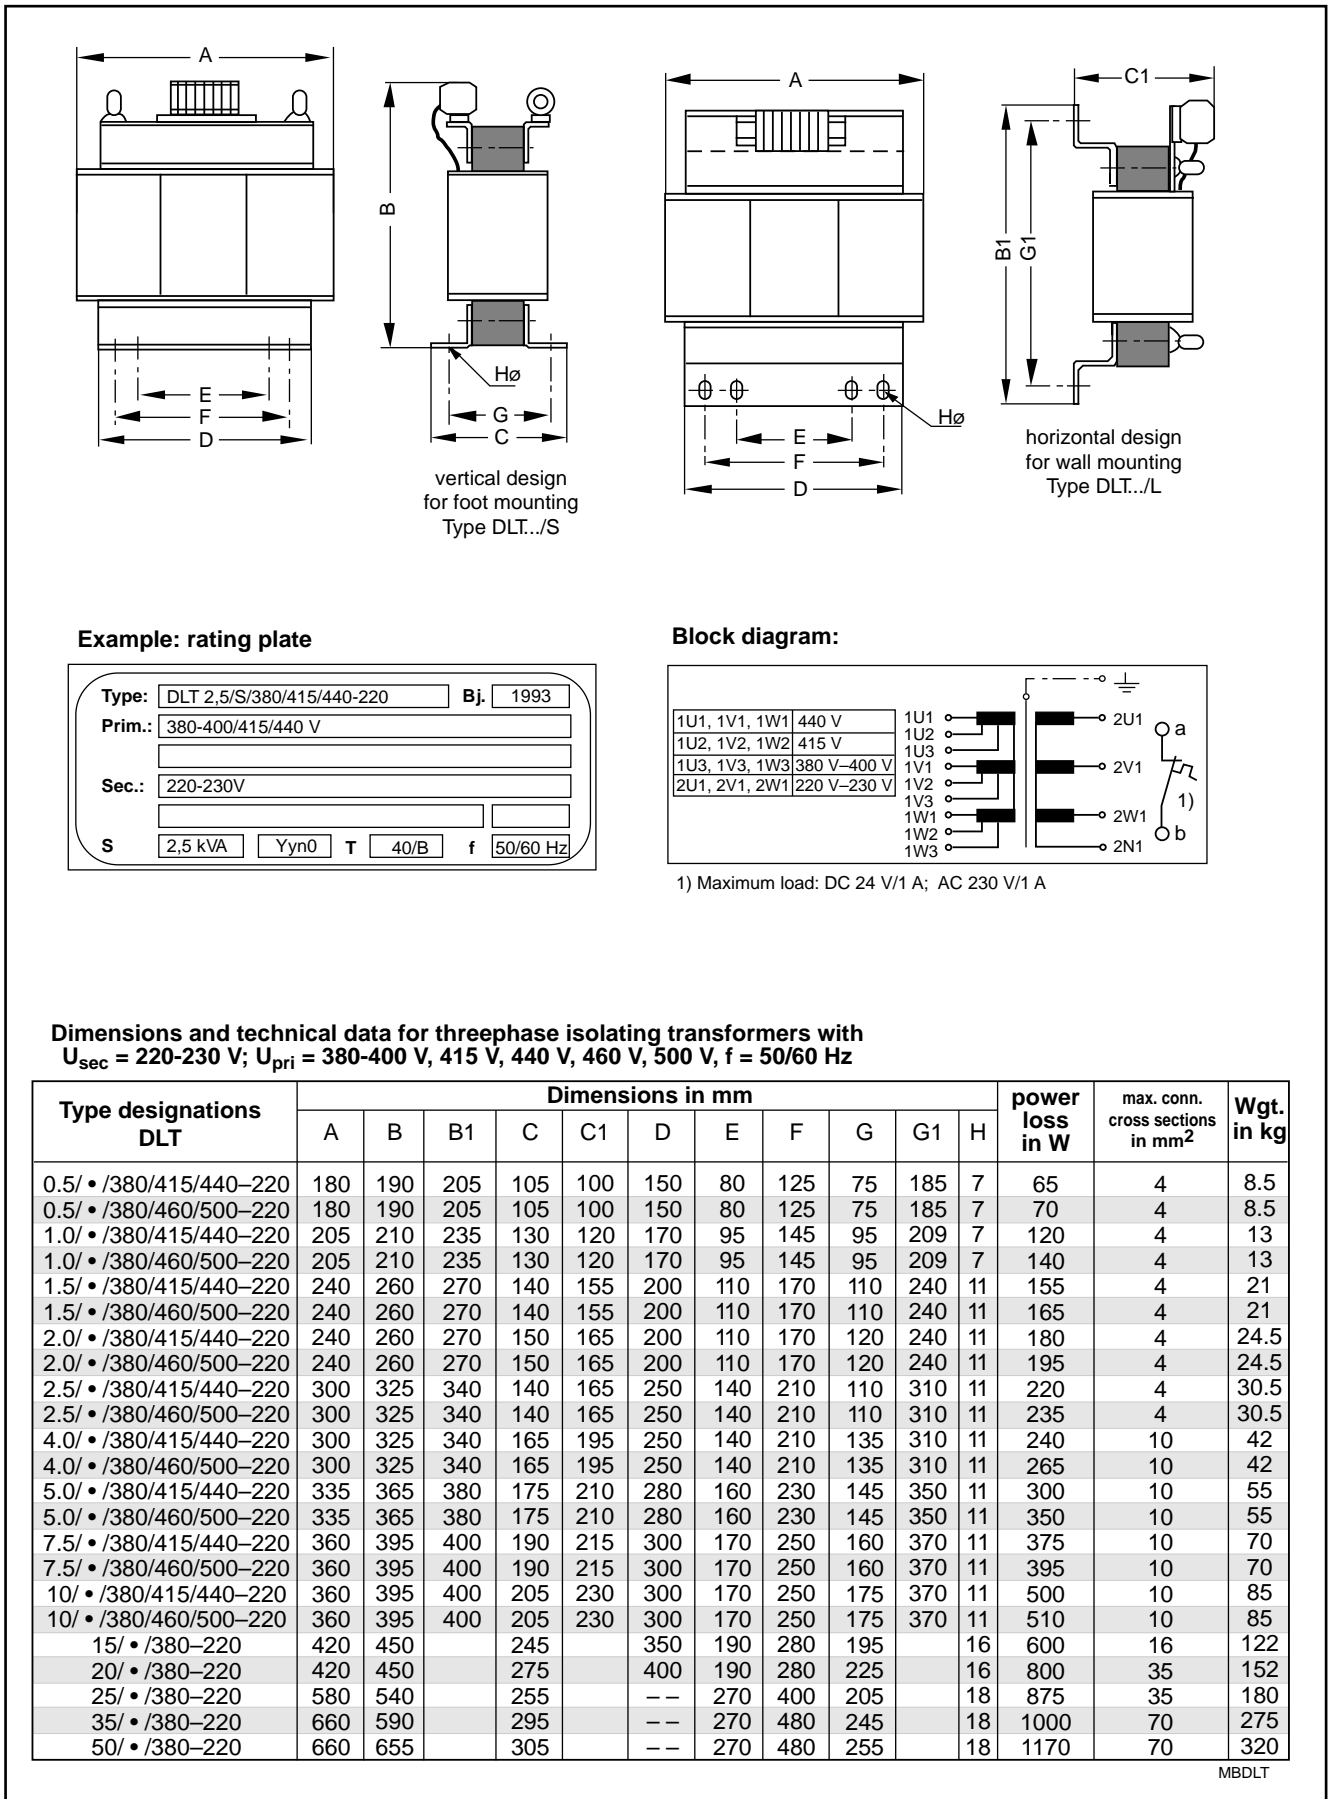 A
B
Hø
G
C
E
F
D
vertical design
for foot mounting
Type DLT.../S
A
C1
B1
G1
E
F
D
Hø
horizontal design
for wall mounting
Type DLT.../L
Example: rating plate
Type: DLT 2,5/S/380/415/440-220 Bj. 1993
Prim.: 380-400/415/440 V
Sec.: 220-230V
S 2,5 kVA Yyn0 T 40/B f 50/60 Hz
Block diagram:
1U1, 1V1, 1W1 440 V
1U2, 1V2, 1W2 415 V
1U3, 1V3, 1W3 380 V–400 V
2U1, 2V1, 2W1 220 V–230 V
1U1
1U2
1U3
1V1
1V2
1V3
1W1
1W2
1W3
2U1
2V1
2W1
2N1
a
1)
b
1) Maximum load: DC 24 V/1 A; AC 230 V/1 A
Dimensions and technical data for threephase isolating transformers with
Usec = 220-230 V; Upri = 380-400 V, 415 V, 440 V, 460 V, 500 V, f = 50/60 Hz
Type designations
DLT
Dimensions in mm
A B B1 C C1 D E F G G1 H
power
loss
in W
max. conn.
cross sections
in mm2
Wgt.
in kg
0.5/ • /380/415/440–220 180 190 205 105 100 150 80 125 75 185 7 65 4 8.5
0.5/ • /380/460/500–220 180 190 205 105 100 150 80 125 75 185 7 70 4 8.5
1.0/ • /380/415/440–220 205 210 235 130 120 170 95 145 95 209 7 120 4 13
1.0/ • /380/460/500–220 205 210 235 130 120 170 95 145 95 209 7 140 4 13
1.5/ • /380/415/440–220 240 260 270 140 155 200 110 170 110 240 11 155 4 21
1.5/ • /380/460/500–220 240 260 270 140 155 200 110 170 110 240 11 165 4 21
2.0/ • /380/415/440–220 240 260 270 150 165 200 110 170 120 240 11 180 4 24.5
2.0/ • /380/460/500–220 240 260 270 150 165 200 110 170 120 240 11 195 4 24.5
2.5/ • /380/415/440–220 300 325 340 140 165 250 140 210 110 310 11 220 4 30.5
2.5/ • /380/460/500–220 300 325 340 140 165 250 140 210 110 310 11 235 4 30.5
4.0/ • /380/415/440–220 300 325 340 165 195 250 140 210 135 310 11 240 10 42
4.0/ • /380/460/500–220 300 325 340 165 195 250 140 210 135 310 11 265 10 42
5.0/ • /380/415/440–220 335 365 380 175 210 280 160 230 145 350 11 300 10 55
5.0/ • /380/460/500–220 335 365 380 175 210 280 160 230 145 350 11 350 10 55
7.5/ • /380/415/440–220 360 395 400 190 215 300 170 250 160 370 11 375 10 70
7.5/ • /380/460/500–220 360 395 400 190 215 300 170 250 160 370 11 395 10 70
10/ • /380/415/440–220 360 395 400 205 230 300 170 250 175 370 11 500 10 85
10/ • /380/460/500–220 360 395 400 205 230 300 170 250 175 370 11 510 10 85
15/ • /380–220 420 450 245 350 190 280 195 16 600 16 122
20/ • /380–220 420 450 275 400 190 280 225 16 800 35 152
25/ • /380–220 580 540 255 – – 270 400 205 18 875 35 180
35/ • /380–220 660 590 295 – – 270 480 245 18 1000 70 275
50/ • /380–220 660 655 305 – – 270 480 255 18 1170 70 320
MBDLT